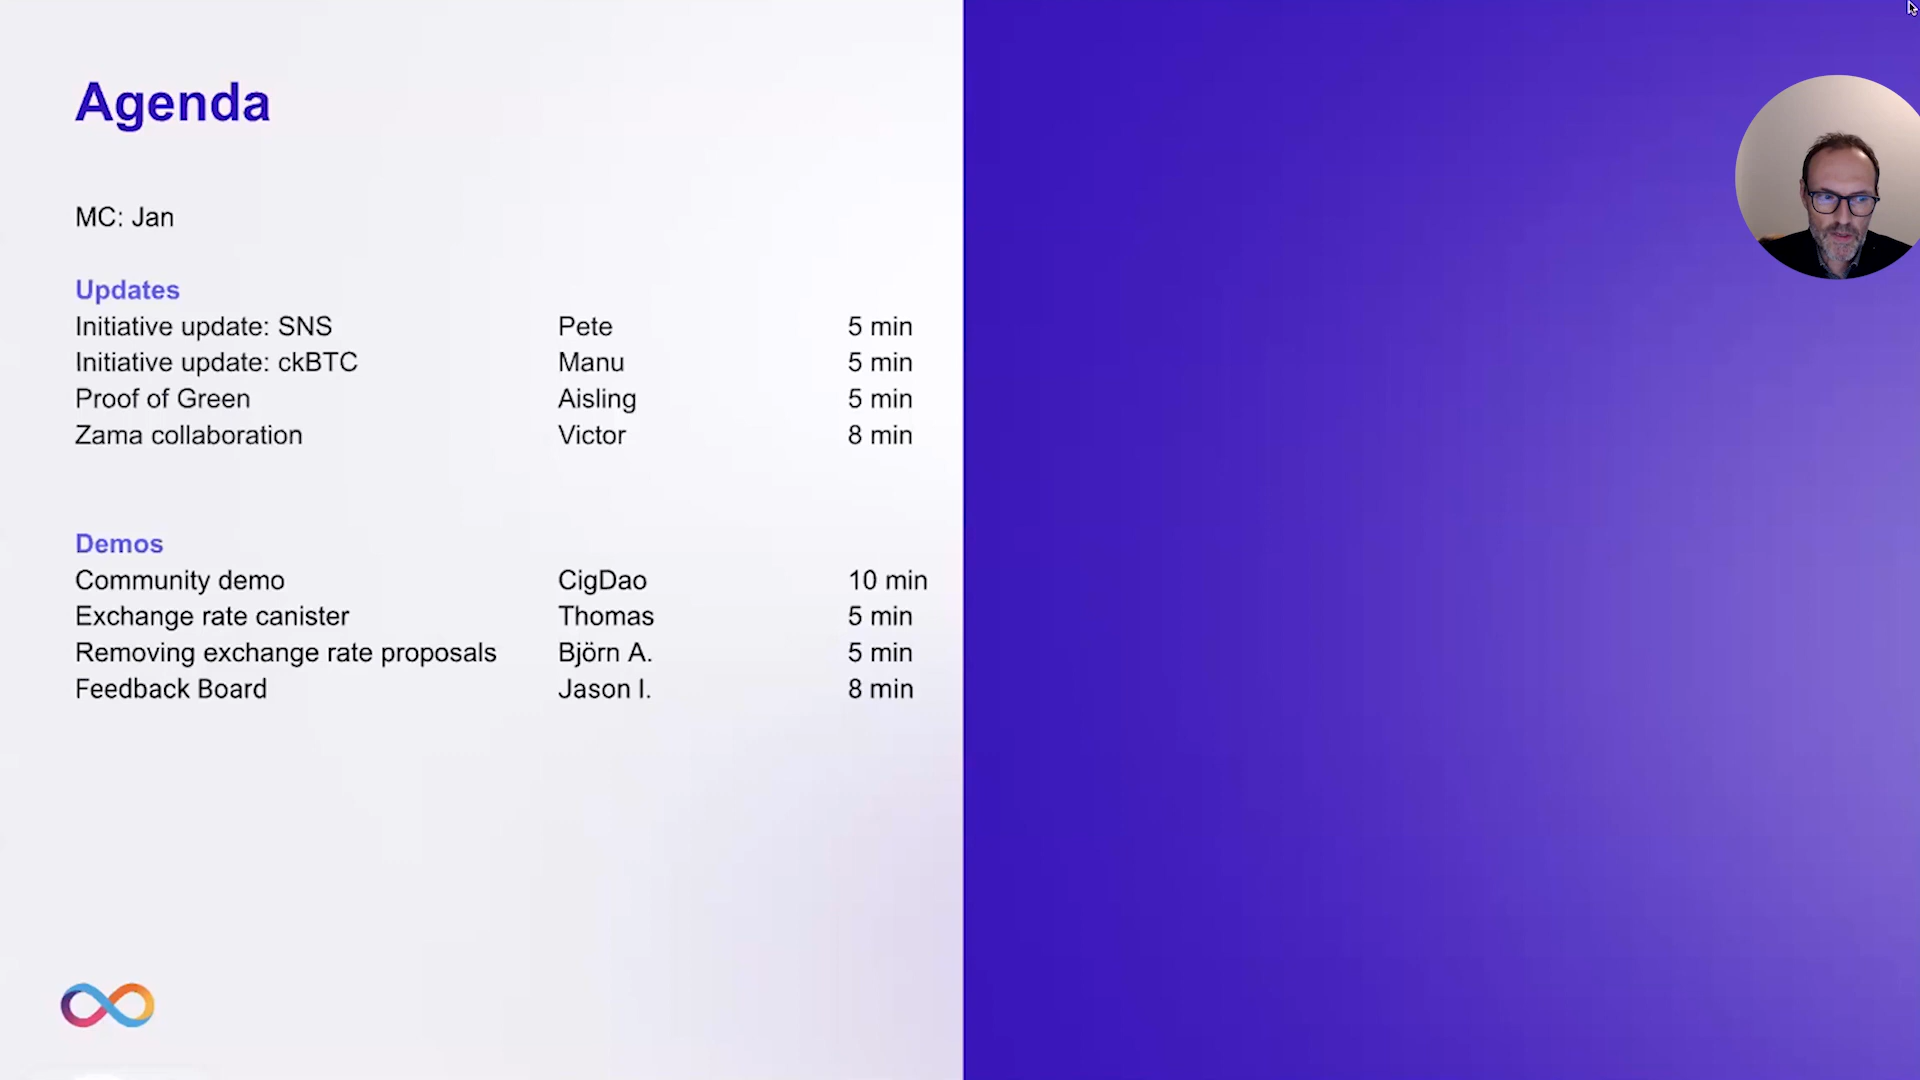 Agenda
MC: Jan
Updates
Initiative update: SNS Pete 5 min
Initiative update: ckBTC Manu 5 min
Proof of Green Aisling 5 min
Zama collaboration Victor 8 min
Demos
Community demo CigDao 10 min
Exchange rate canister Thomas 5 min
Removing exchange rate proposals Björn A. 5 min
Feedback Board Jason I. 8 min